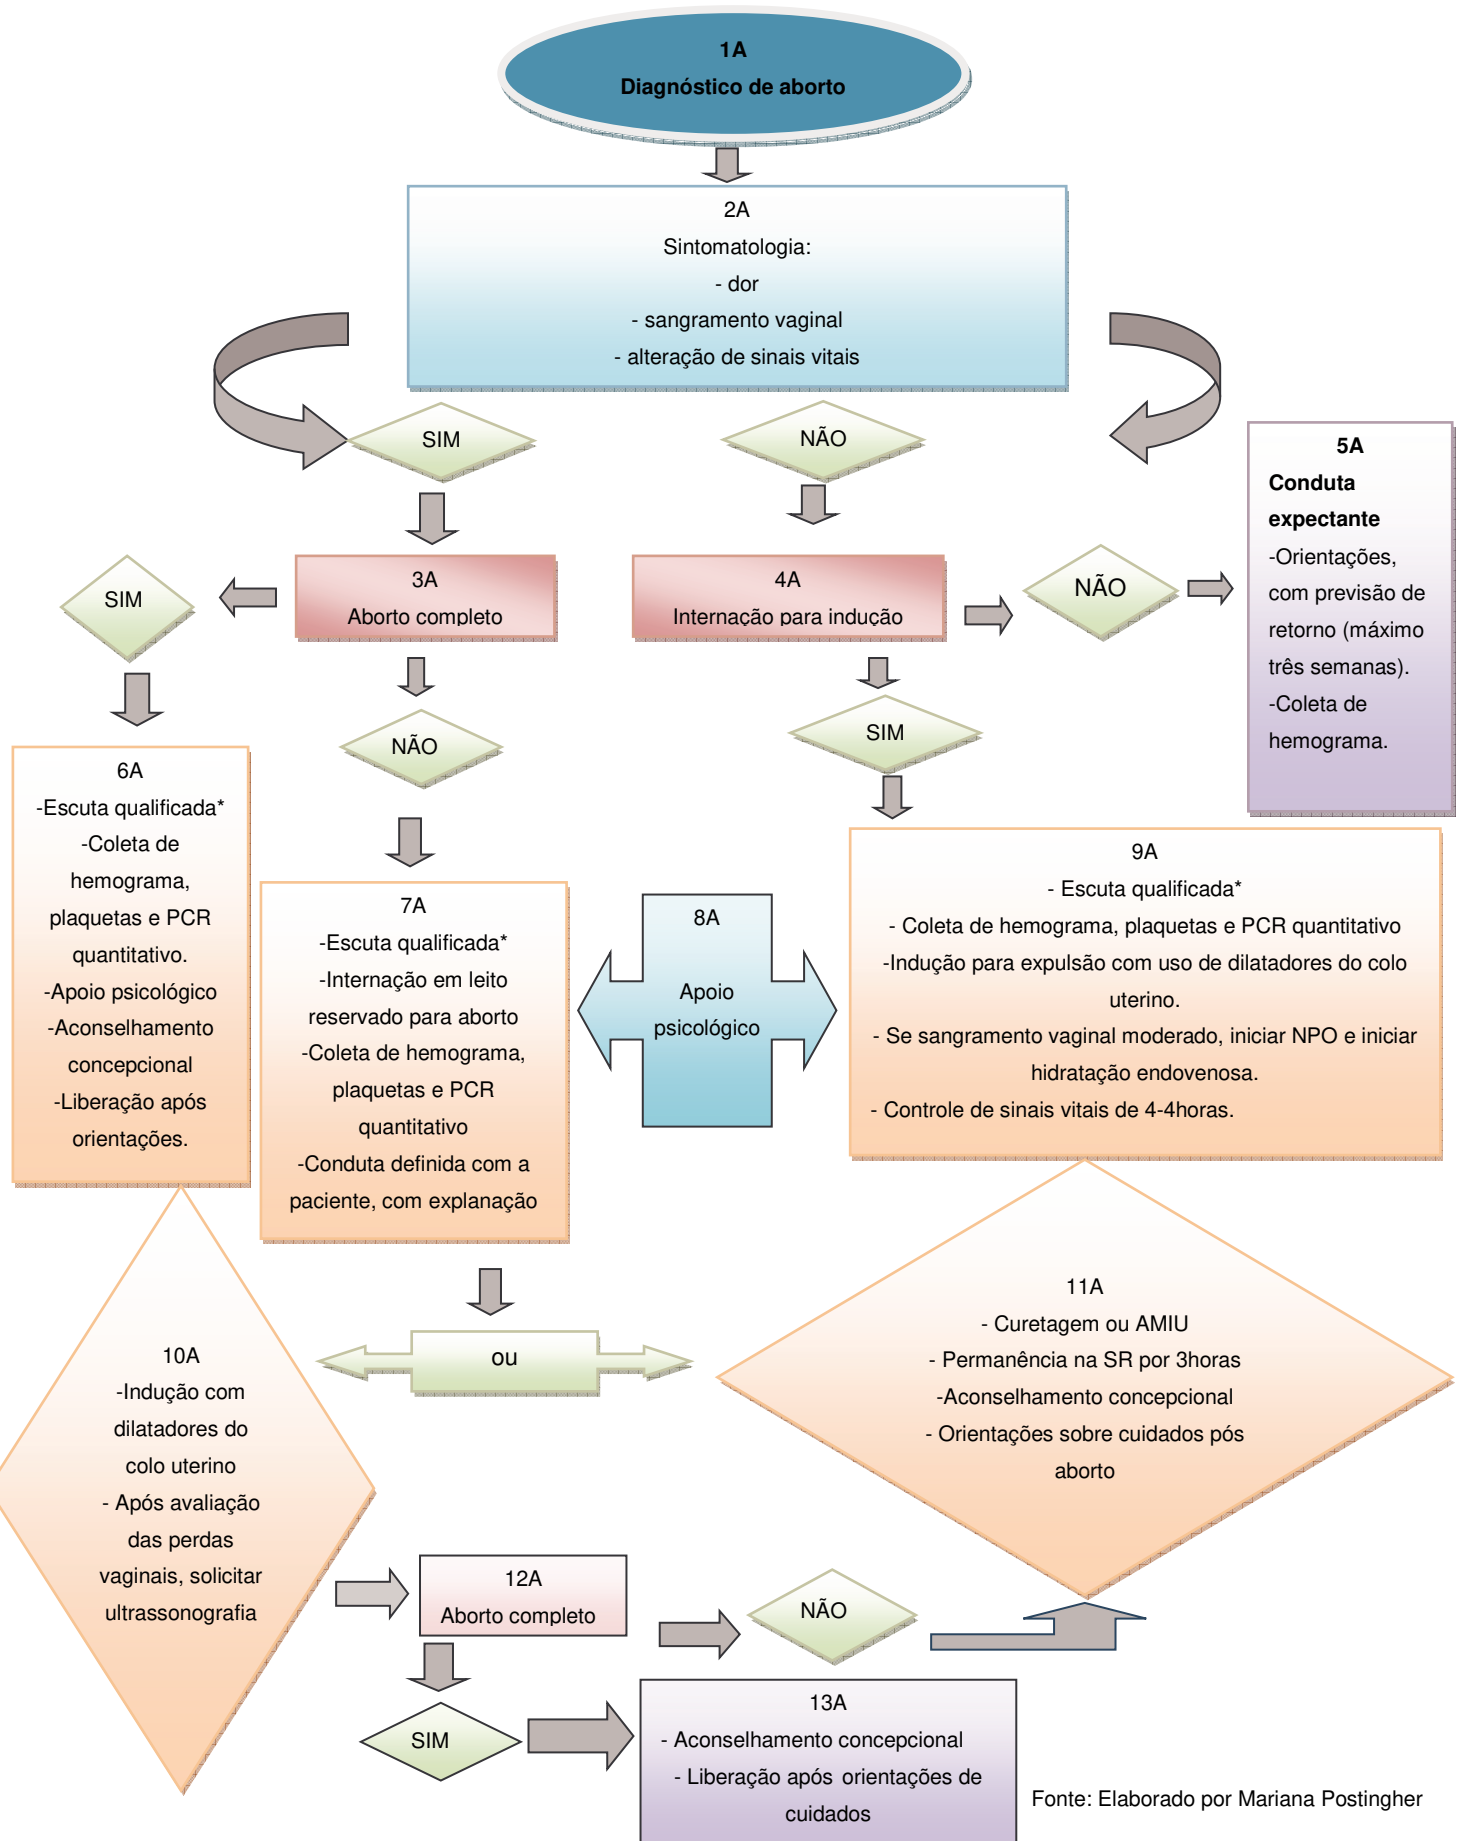 1A
Diagnóstico de aborto
2A
Sintomatologia:
- dor
- sangramento vaginal
- alteração de sinais vitais
SIM
NÃO
5A
Conduta
expectante
-Orientações,
com previsão de
retorno (máximo
três semanas).
-Coleta de
hemograma.
SIM
3A
Aborto completo
4A
Internação para indução
NÃO
NÃO
SIM
6A
-Escuta qualificada*
-Coleta de
hemograma,
plaquetas e PCR
quantitativo.
-Apoio psicológico
-Aconselhamento
concepcional
-Liberação após
orientações.
7A
-Escuta qualificada*
-Internação em leito
reservado para aborto
-Coleta de hemograma,
plaquetas e PCR
quantitativo
-Conduta definida com a
paciente, com explanação
8A
Apoio
psicológico
9A
- Escuta qualificada*
- Coleta de hemograma, plaquetas e PCR quantitativo
-Indução para expulsão com uso de dilatadores do colo
uterino.
- Se sangramento vaginal moderado, iniciar NPO e iniciar
hidratação endovenosa.
- Controle de sinais vitais de 4-4horas.
10A
-Indução com
dilatadores do
colo uterino
- Após avaliação
das perdas
vaginais, solicitar
ultrassonografia
ou
11A
- Curetagem ou AMIU
- Permanência na SR por 3horas
-Aconselhamento concepcional
- Orientações sobre cuidados pós
aborto
12A
Aborto completo
NÃO
SIM
13A
- Aconselhamento concepcional
- Liberação após orientações de
cuidados
Fonte: Elaborado por Mariana Postingher